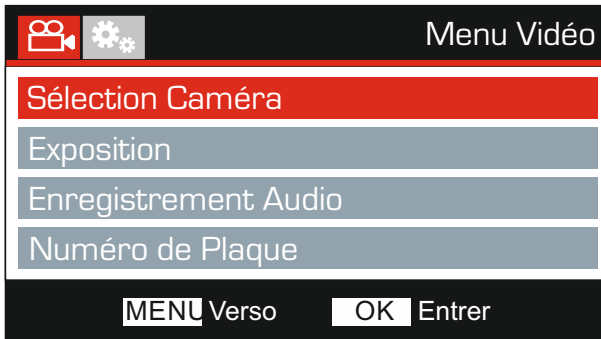 Menu Vidéo
Sélection Caméra
Exposition
Enregistrement Audio
Numéro de Plaque
MENU Verso OK Entrer